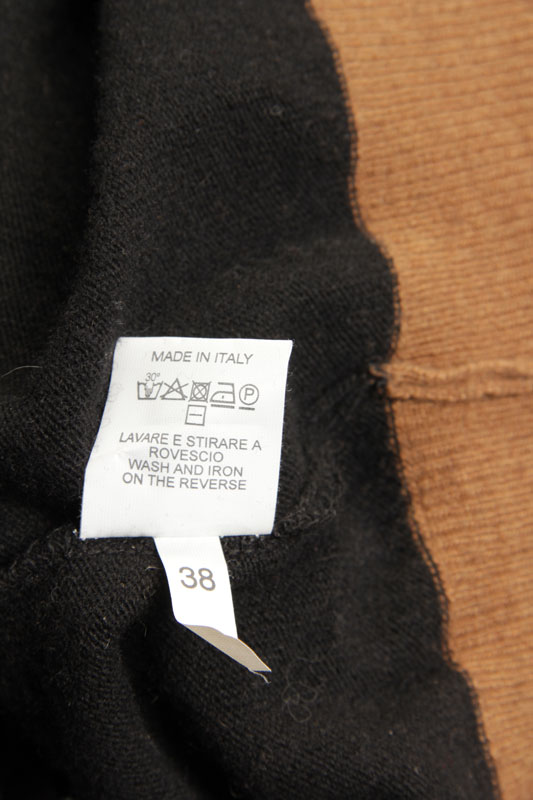 MADE IN ITALY
30°
P
LAVARE E STIRARE A
ROVESCIO
WASH AND IRON
ON THE REVERSE
38